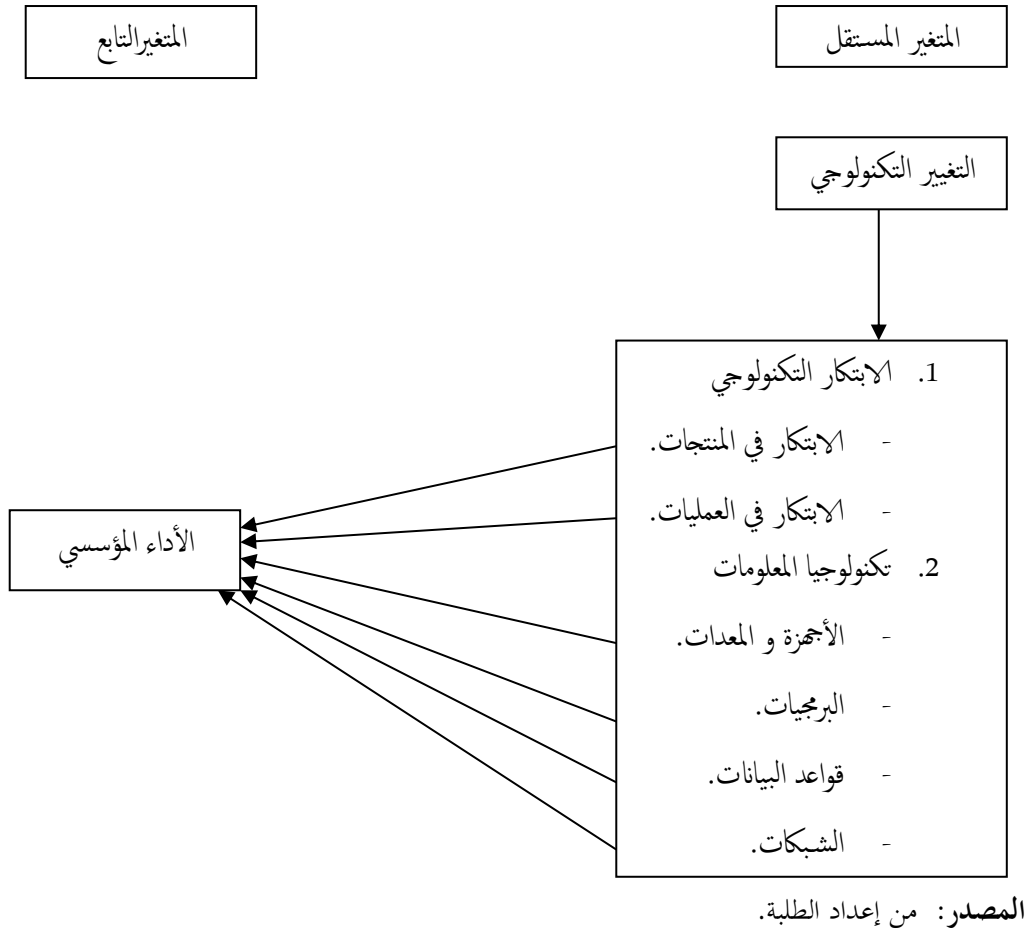 المتغير المستقل
المتغيرالتابع
التغيير التكنولوجي
1. الابتكار التكنولوجي
- الابتكار في المنتجات.
- الابتكار في العمليات.
2. تكنولوجيا المعلومات
- الأجهزة و المعدات.
- البرمجيات.
- قواعد البيانات.
- الشبكات.
الأداء المؤسسي
المصدر: من إعداد الطلبة.